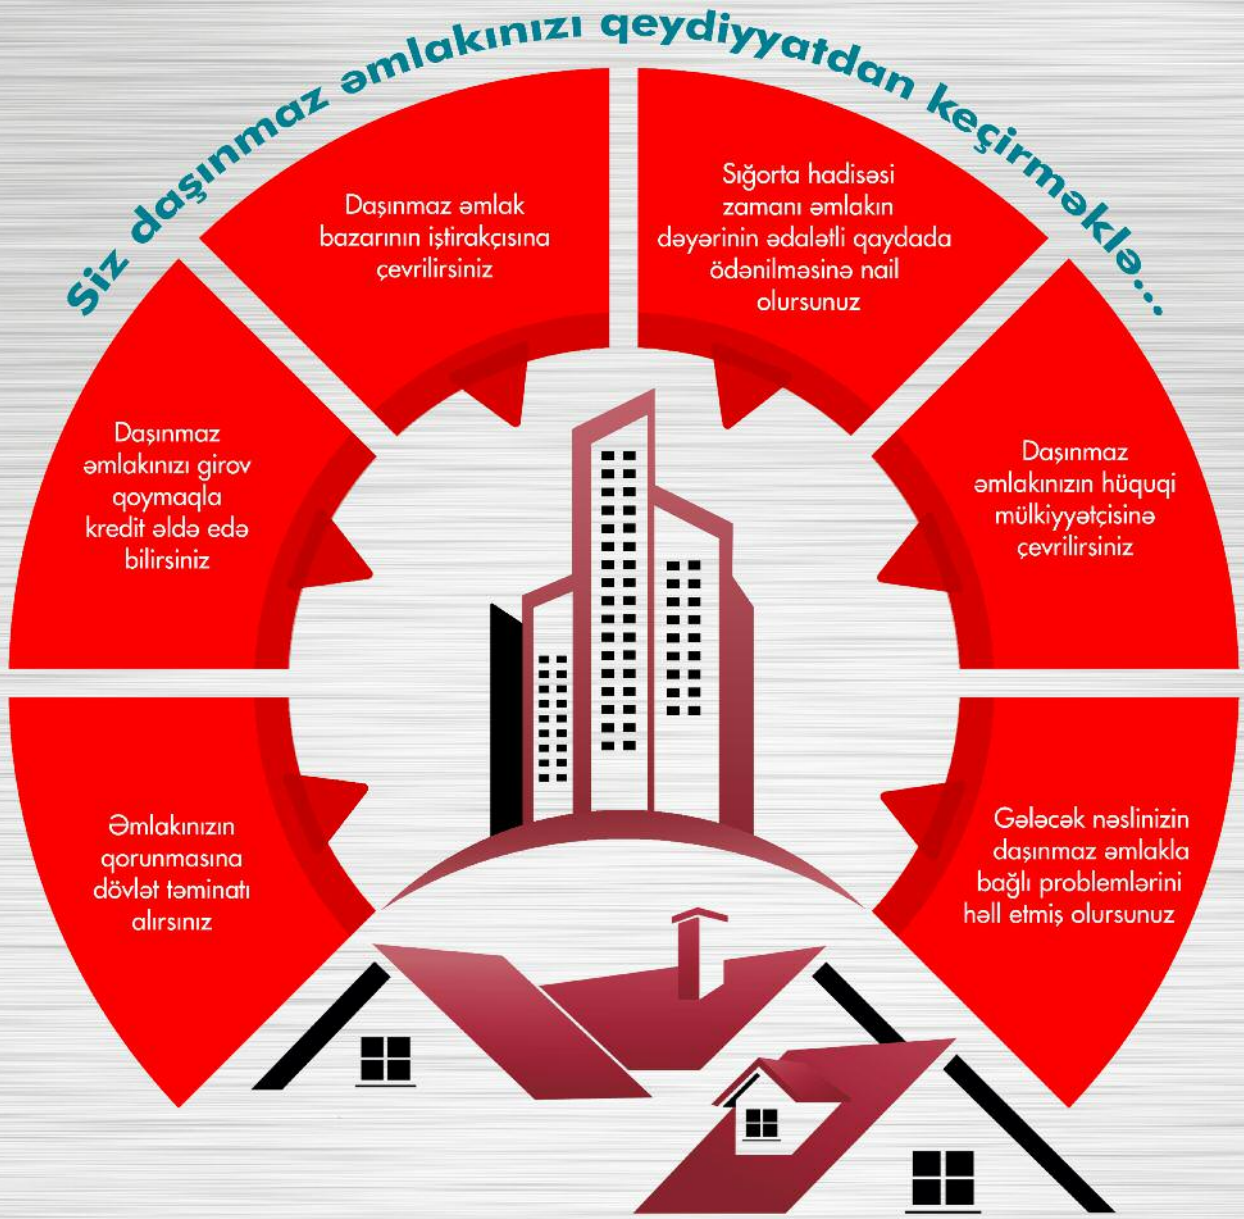 Siz daşınmaz əmlakınızı qeydiyyatdan keçirməklə...
Daşınmaz əmlak
bazarının iştirakçısına
çevrilirsiniz
Sığorta hadisəsi
zamanı əmlakın
dəyərinin ədalətli qaydada
ödənilməsinə nail
olursunuz
Daşınmaz
əmlakınızı girov
qoymaqla
kredit əldə edə
bilirsiniz
Daşınmaz
əmlakınızın hüquqi
mülkiyyətçisinə
çevrilirsiniz
Əmlakınızın
qorunmasına
dövlət təminatı
alırsınız
Gələcək nəslinizin
daşınmaz əmlakla
bağlı problemlərini
həll etmiş olursunuz